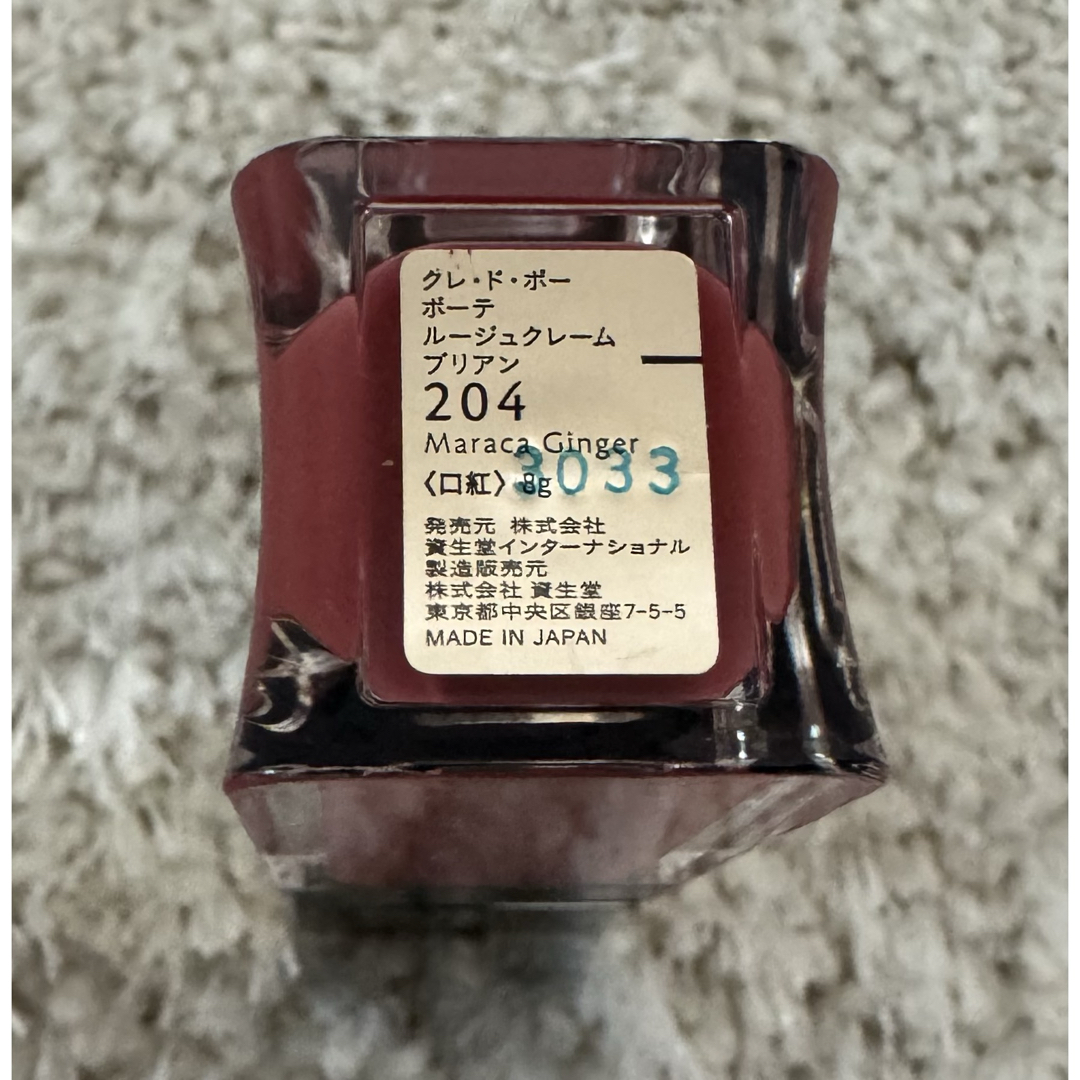 クレ・ド・ポー
ボーテ
ルージュクレーム
ブリアン
204
Maraca Ginger
3033
〈口紅〉 8g
発売元 株式会社
資生堂インターナショナル
製造販売元
株式会社 資生堂
東京都中央区銀座7-5-5
MADE IN JAPAN